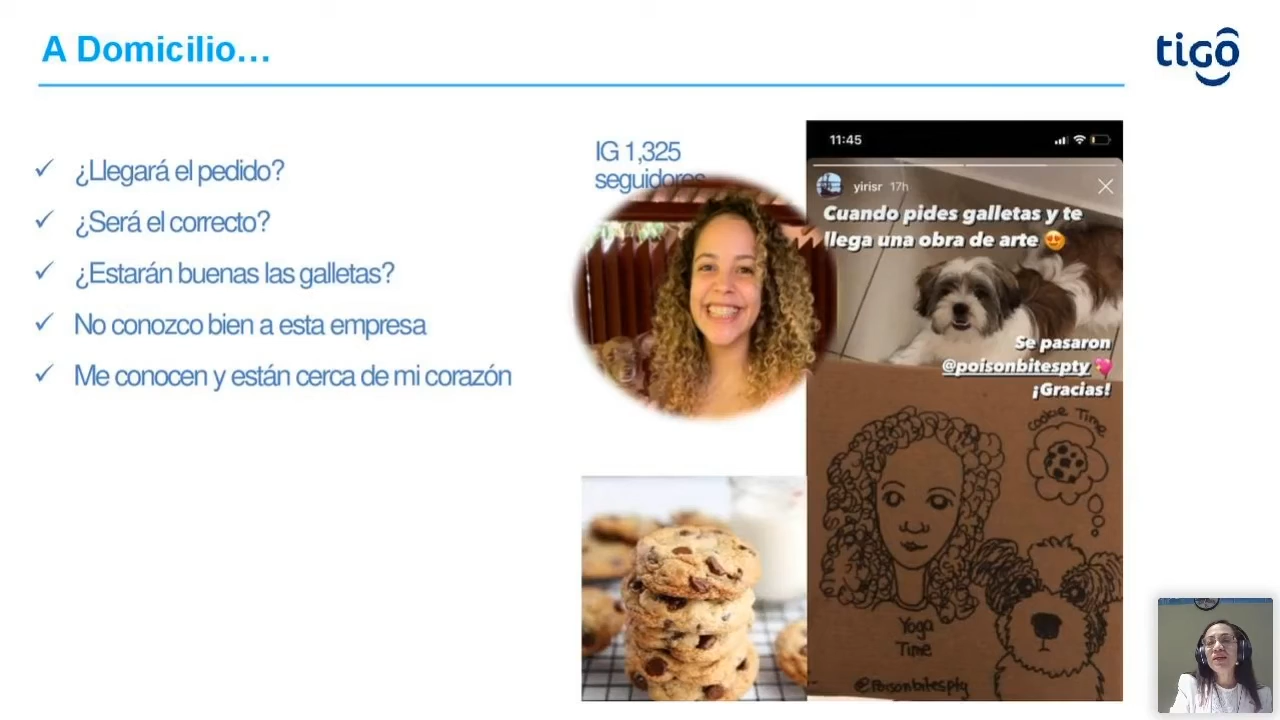 A Domicilio…
tigo
✓ ¿Llegará el pedido?
✓ ¿Será el correcto?
✓ ¿Estarán buenas las galletas?
✓ No conozco bien a esta empresa
✓ Me conocen y están cerca de mi corazón
IG 1,325
seguidores
11:45
yirisr 17h
Cuando pides galletas y te
llega una obra de arte 😍
Se pasaron
@poisonbitespty 💖
¡Gracias!
Cookie Time
Yoga
Time
@Poisonbitespty